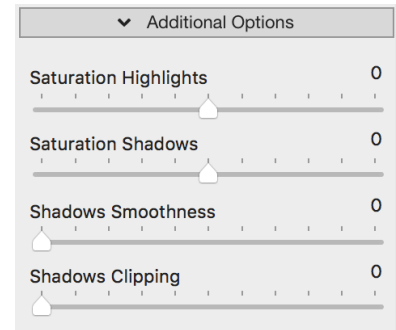 Additional Options
Saturation Highlights 0
Saturation Shadows 0
Shadows Smoothness 0
Shadows Clipping 0